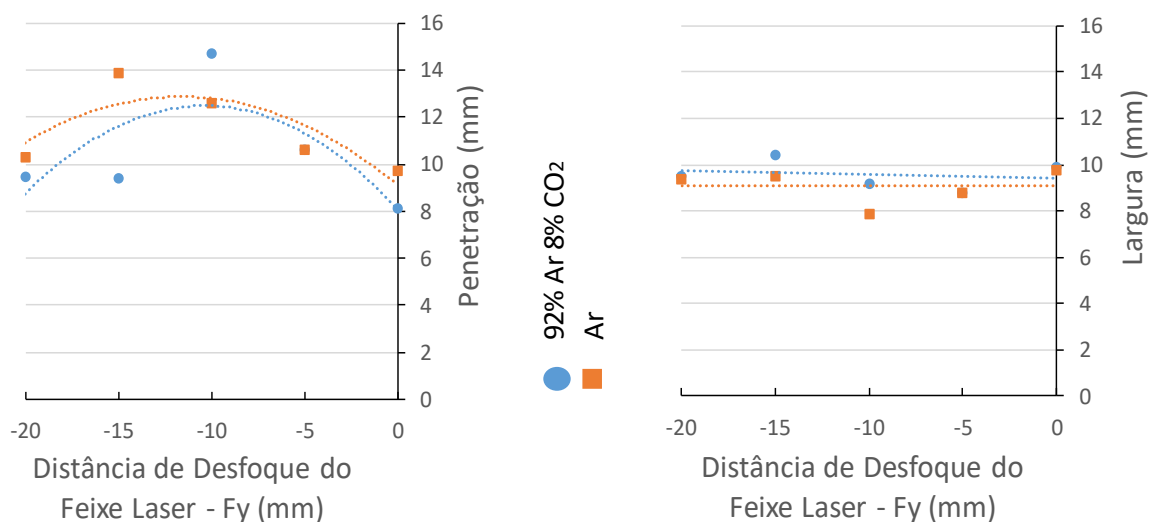 16
14
12
10
8
6
4
2
0
Penetração (mm)
-20 -15 -10 -5 0
Distância de Desfoque do
Feixe Laser - Fy (mm)
92% Ar 8% CO2
Ar
16
14
12
10
8
6
4
2
0
Largura (mm)
-20 -15 -10 -5 0
Distância de Desfoque do
Feixe Laser - Fy (mm)